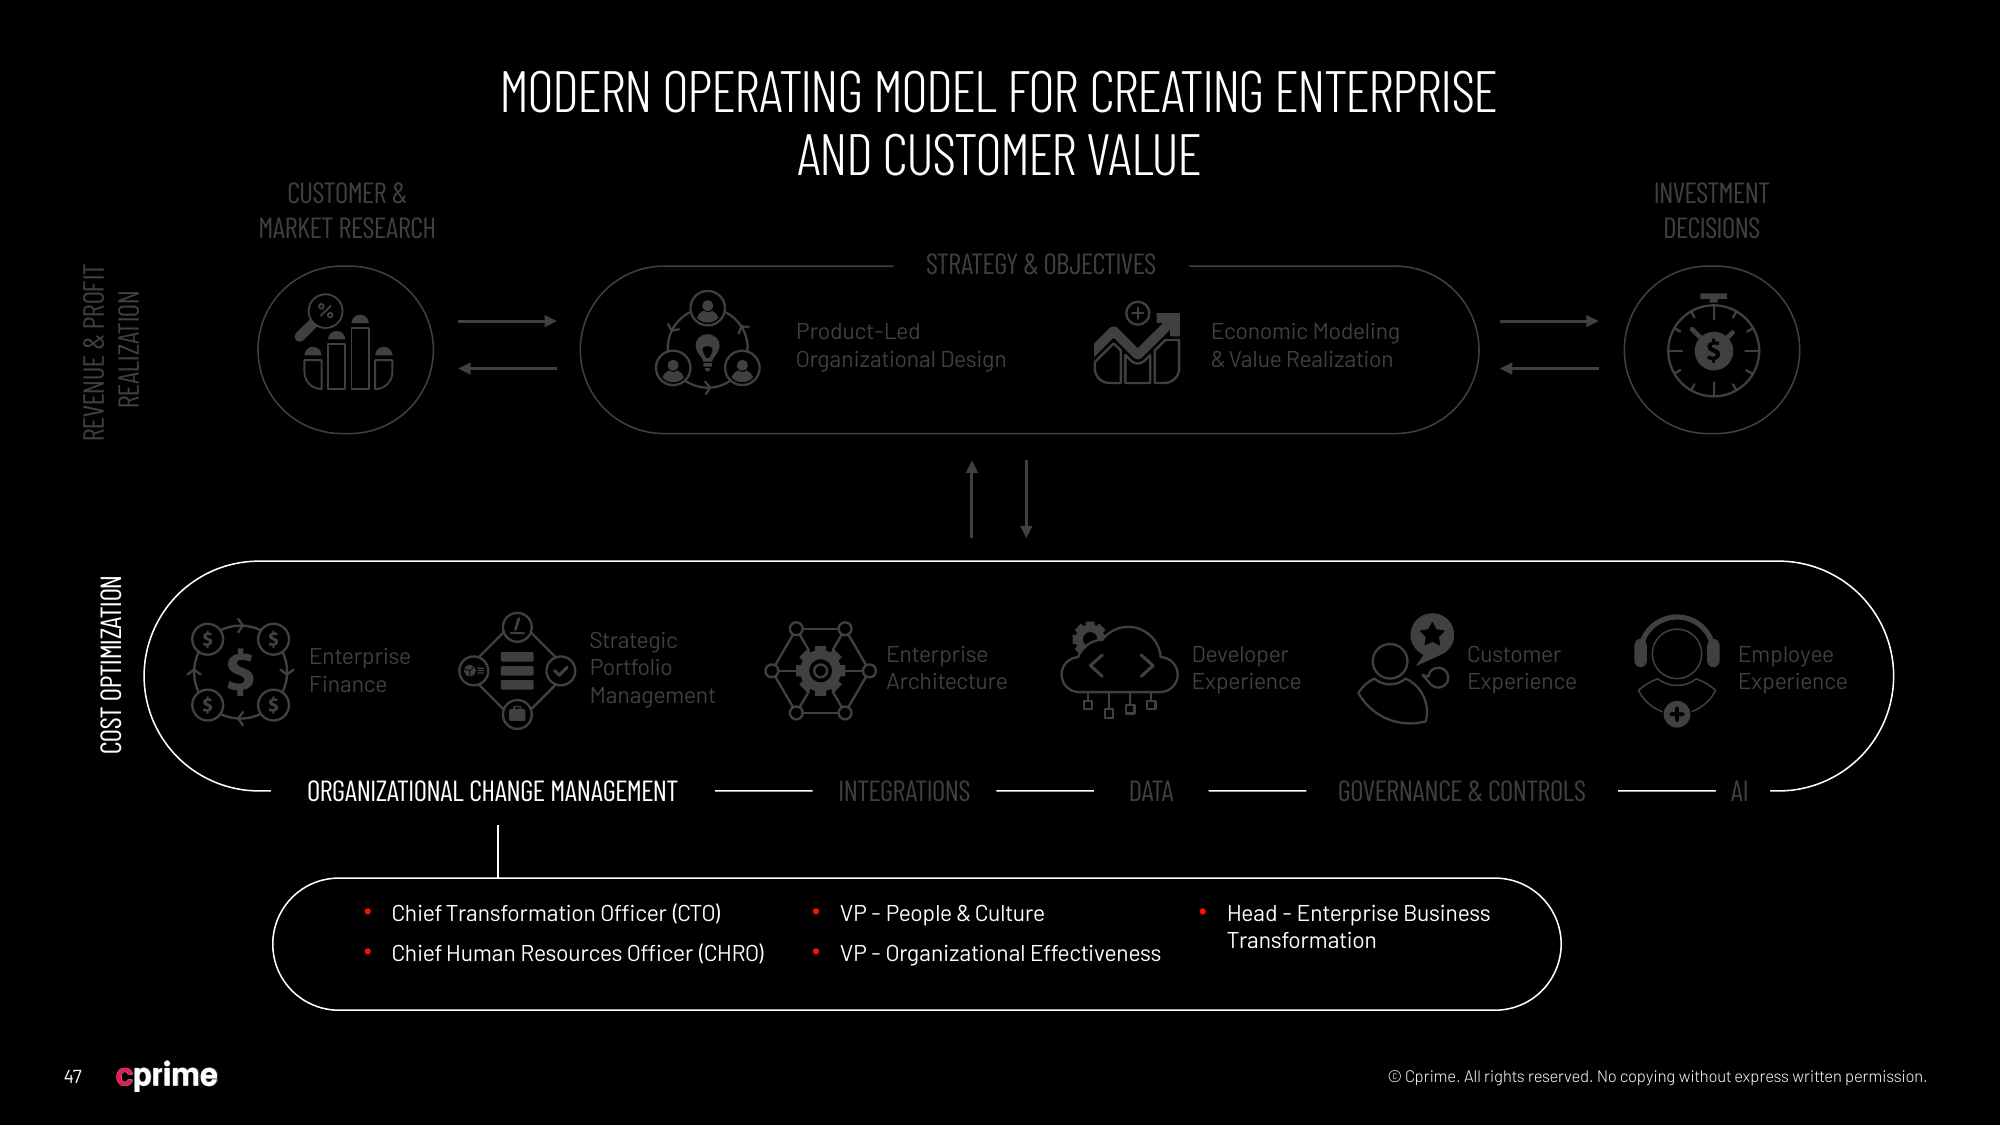 MODERN OPERATING MODEL FOR CREATING ENTERPRISE
AND CUSTOMER VALUE
CUSTOMER &
MARKET RESEARCH
INVESTMENT
DECISIONS
REVENUE & PROFIT
REALIZATION
STRATEGY & OBJECTIVES
%
Product-Led
Organizational Design
Economic Modeling
& Value Realization
$
COST OPTIMIZATION
$ $
$
$ $
Enterprise
Finance
Strategic
Portfolio
Management
Enterprise
Architecture
Developer
Experience
Customer
Experience
Employee
Experience
ORGANIZATIONAL CHANGE MANAGEMENT
INTEGRATIONS
DATA
GOVERNANCE & CONTROLS
AI
• Chief Transformation Officer (CTO)
• Chief Human Resources Officer (CHRO)
• VP - People & Culture
• VP - Organizational Effectiveness
• Head - Enterprise Business
Transformation
47
cprime
© Cprime. All rights reserved. No copying without express written permission.